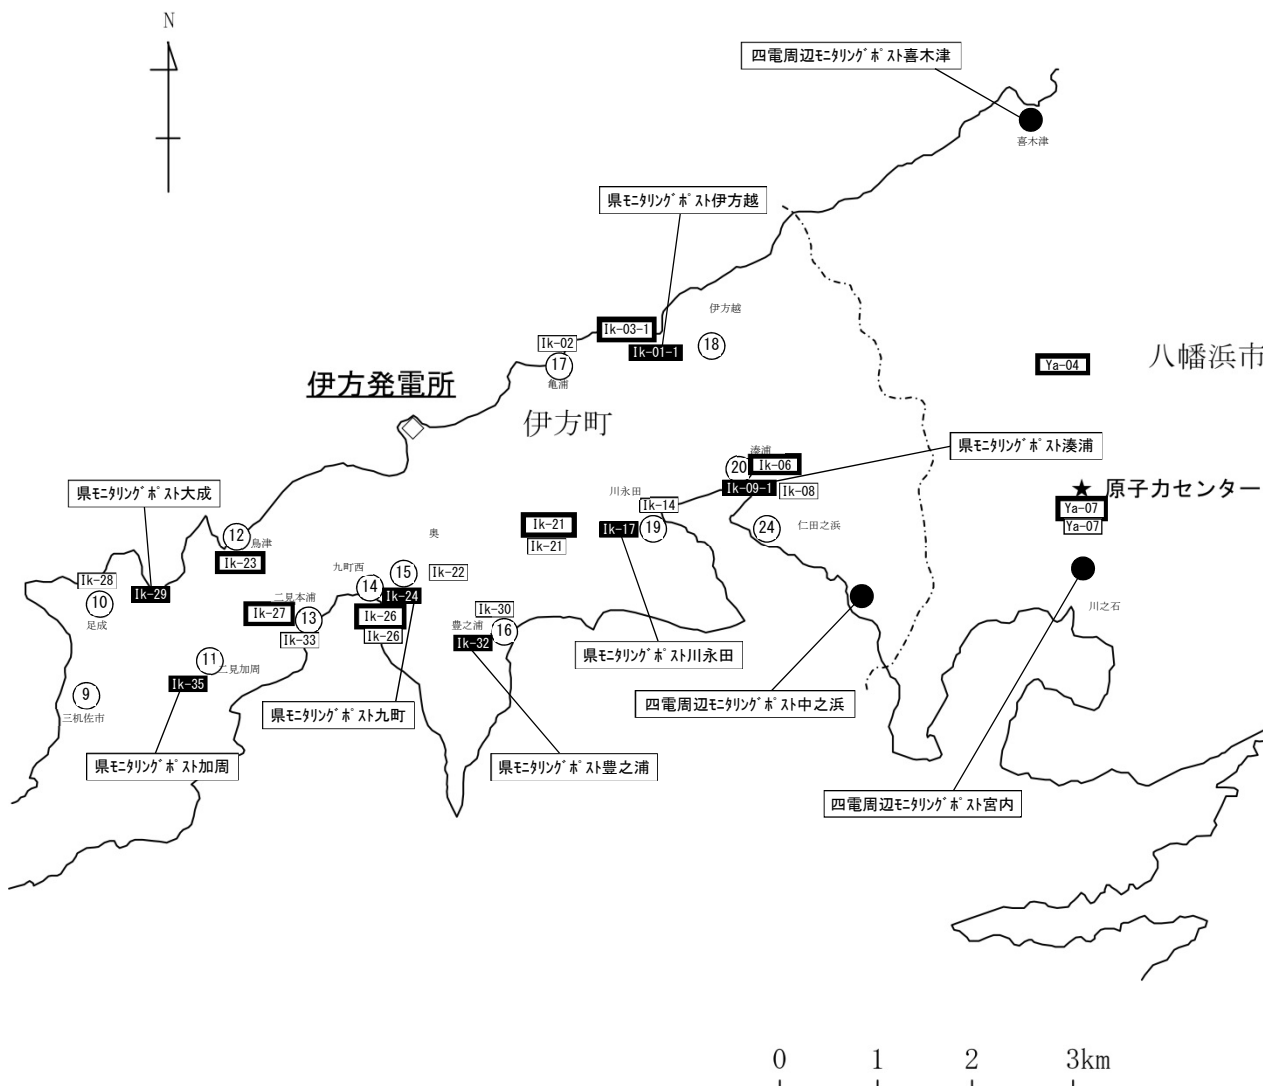 N
四電周辺ﾓﾆﾀﾘﾝｸﾞﾎﾟｽﾄ喜木津
喜木津
県ﾓﾆﾀﾘﾝｸﾞﾎﾟｽﾄ伊方越
伊方越
Ik-03-1
Ik-02
Ik-01-1
18
17
亀浦
Ya-04
八幡浜市
伊方発電所
伊方町
県ﾓﾆﾀﾘﾝｸﾞﾎﾟｽﾄ湊浦
湊浦
20
Ik-06
Ik-09-1
Ik-08
★ 原子力センター
県ﾓﾆﾀﾘﾝｸﾞﾎﾟｽﾄ大成
川永田
Ik-14
Ya-07
Ya-07
Ik-21
Ik-21
Ik-17
19
24
仁田之浜
奥
12
鳥津
Ik-23
九町西
15
Ik-22
14
Ik-24
Ik-28
10
足成
Ik-29
二見本浦
Ik-27
13
Ik-33
Ik-26
Ik-26
Ik-30
豊之浦
16
Ik-32
川之石
11
二見加周
Ik-35
県ﾓﾆﾀﾘﾝｸﾞﾎﾟｽﾄ川永田
9
三机佐市
四電周辺ﾓﾆﾀﾘﾝｸﾞﾎﾟｽﾄ中之浜
県ﾓﾆﾀﾘﾝｸﾞﾎﾟｽﾄ九町
県ﾓﾆﾀﾘﾝｸﾞﾎﾟｽﾄ加周
県ﾓﾆﾀﾘﾝｸﾞﾎﾟｽﾄ豊之浦
四電周辺ﾓﾆﾀﾘﾝｸﾞﾎﾟｽﾄ宮内
0 1 2 3km